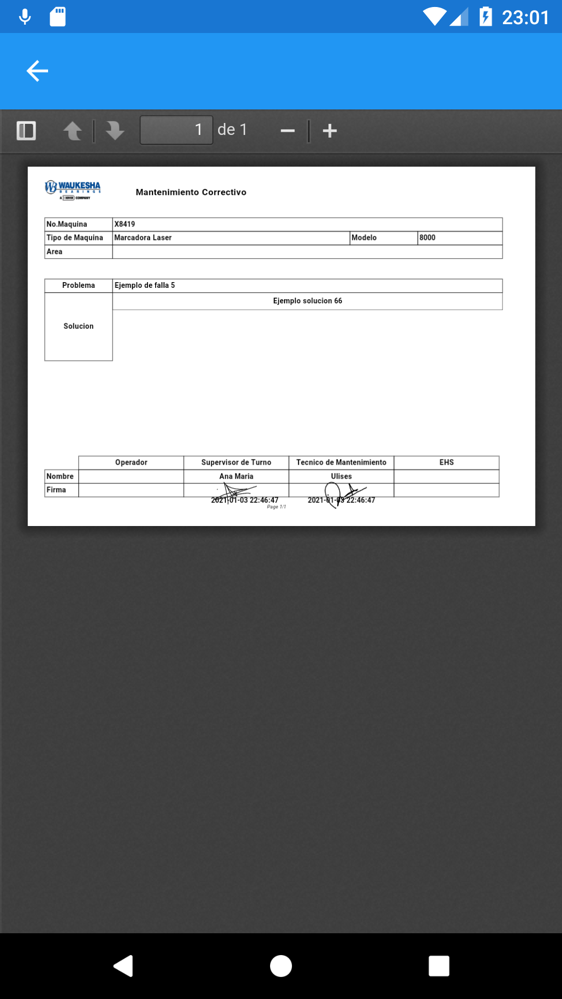 23:01
1 de 1
WAUKESHA
BEARINGS
Mantenimiento Correctivo
No.Maquina X8419
Tipo de Maquina Marcadora Laser Modelo 8000
Area
Problema Ejemplo de falla 5
Ejemplo solucion 66
Solucion
Operador Supervisor de Turno Tecnico de Mantenimiento EHS
Nombre Ana Maria Ulises
Firma
2021-01-03 22:46:47 2021-01-03 22:46:47
Page 1/1